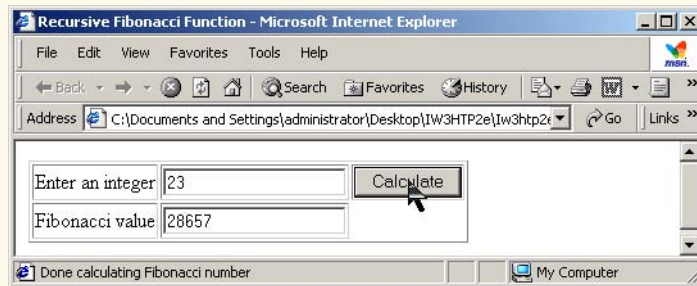 Recursive Fibonacci Function - Microsoft Internet Explorer
File Edit View Favorites Tools Help
msn.
Back Search Favorites History »
Address C:\Documents and Settings\administrator\Desktop\IW3HTP2e\Iw3htp2e Go Links »
Enter an integer 23 Calculate
Fibonacci value 28657
Done calculating Fibonacci number My Computer